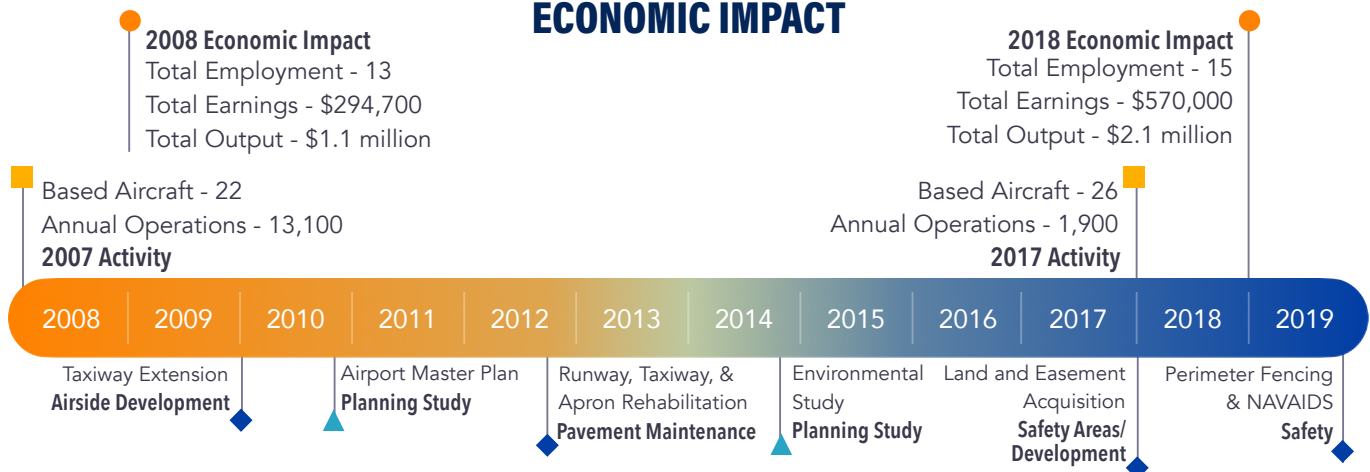 ECONOMIC IMPACT
2008 Economic Impact
Total Employment - 13
Total Earnings - $294,700
Total Output - $1.1 million
2018 Economic Impact
Total Employment - 15
Total Earnings - $570,000
Total Output - $2.1 million
Based Aircraft - 22
Annual Operations - 13,100
2007 Activity
Based Aircraft - 26
Annual Operations - 1,900
2017 Activity
2008 2009 2010 2011 2012 2013 2014 2015 2016 2017 2018 2019
Taxiway Extension
Airside Development
Airport Master Plan
Planning Study
Runway, Taxiway, &
Apron Rehabilitation
Pavement Maintenance
Environmental
Study
Planning Study
Land and Easement
Acquisition
Safety Areas/
Development
Perimeter Fencing
& NAVAIDS
Safety